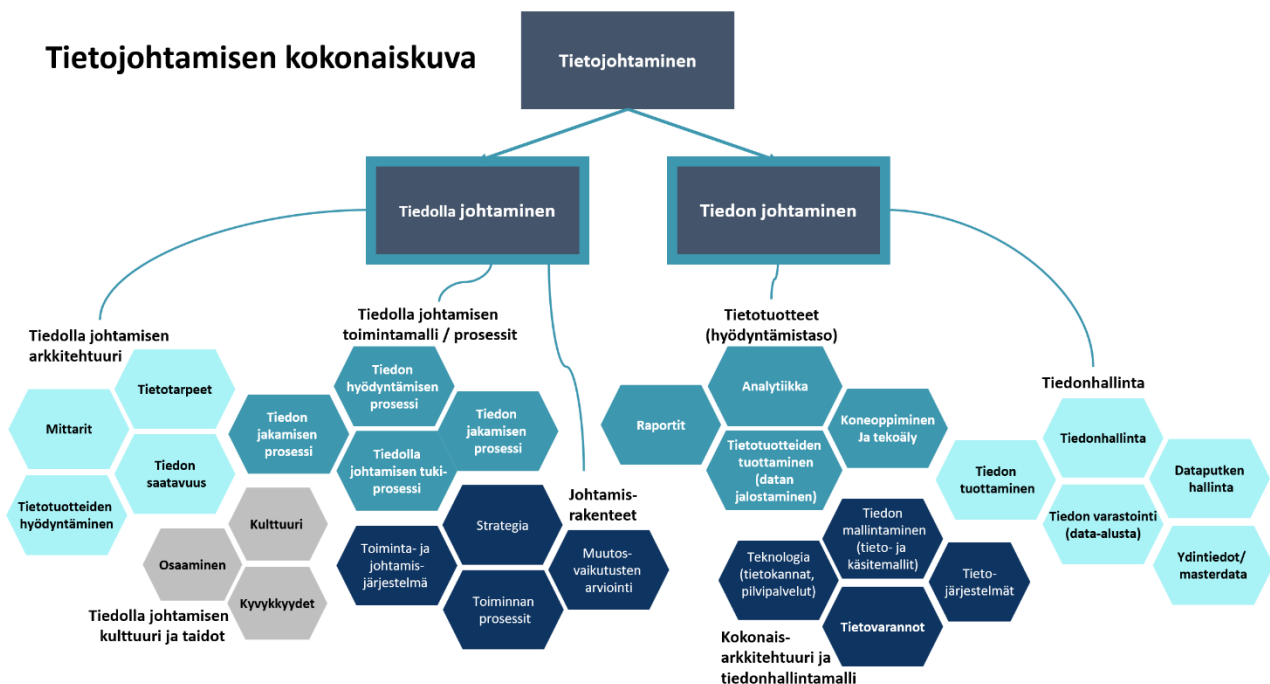 Tietojohtamisen kokonaiskuva
Tietojohtaminen
Tiedolla johtaminen
Tiedon johtaminen
Tiedolla johtamisen
arkkitehtuuri
Tietotarpeet
Mittarit
Tiedon
saatavuus
Tietotuotteiden
hyödyntäminen
Tiedolla johtamisen
toimintamalli / prosessit
Tiedon
hyödyntämisen
prosessi
Tiedon
jakamisen
prosessi
Tiedon
jakamisen
prosessi
Tiedolla
johtamisen tuki-
prosessi
Kulttuuri
Osaaminen
Kyvykkyydet
Tiedolla johtamisen
kulttuuri ja taidot
Johtamis-
rakenteet
Strategia
Toiminta- ja
johtamis-
järjestelmä
Muutos-
vaikutusten
arviointi
Toiminnan
prosessit
Tietotuotteet
(hyödyntämistaso)
Analytiikka
Raportit
Koneoppiminen
Ja tekoäly
Tietotuotteiden
tuottaminen
(datan
jalostaminen)
Tiedon
mallintaminen
(tieto- ja
käsitemallit)
Teknologia
(tietokannat,
pilvipalvelut)
Tieto-
järjestelmät
Tietovarannot
Kokonais-
arkkitehtuuri ja
tiedonhallintamalli
Tiedonhallinta
Tiedonhallinta
Tiedon
tuottaminen
Dataputken
hallinta
Tiedon varastointi
(data-alusta)
Ydintiedot/
masterdata